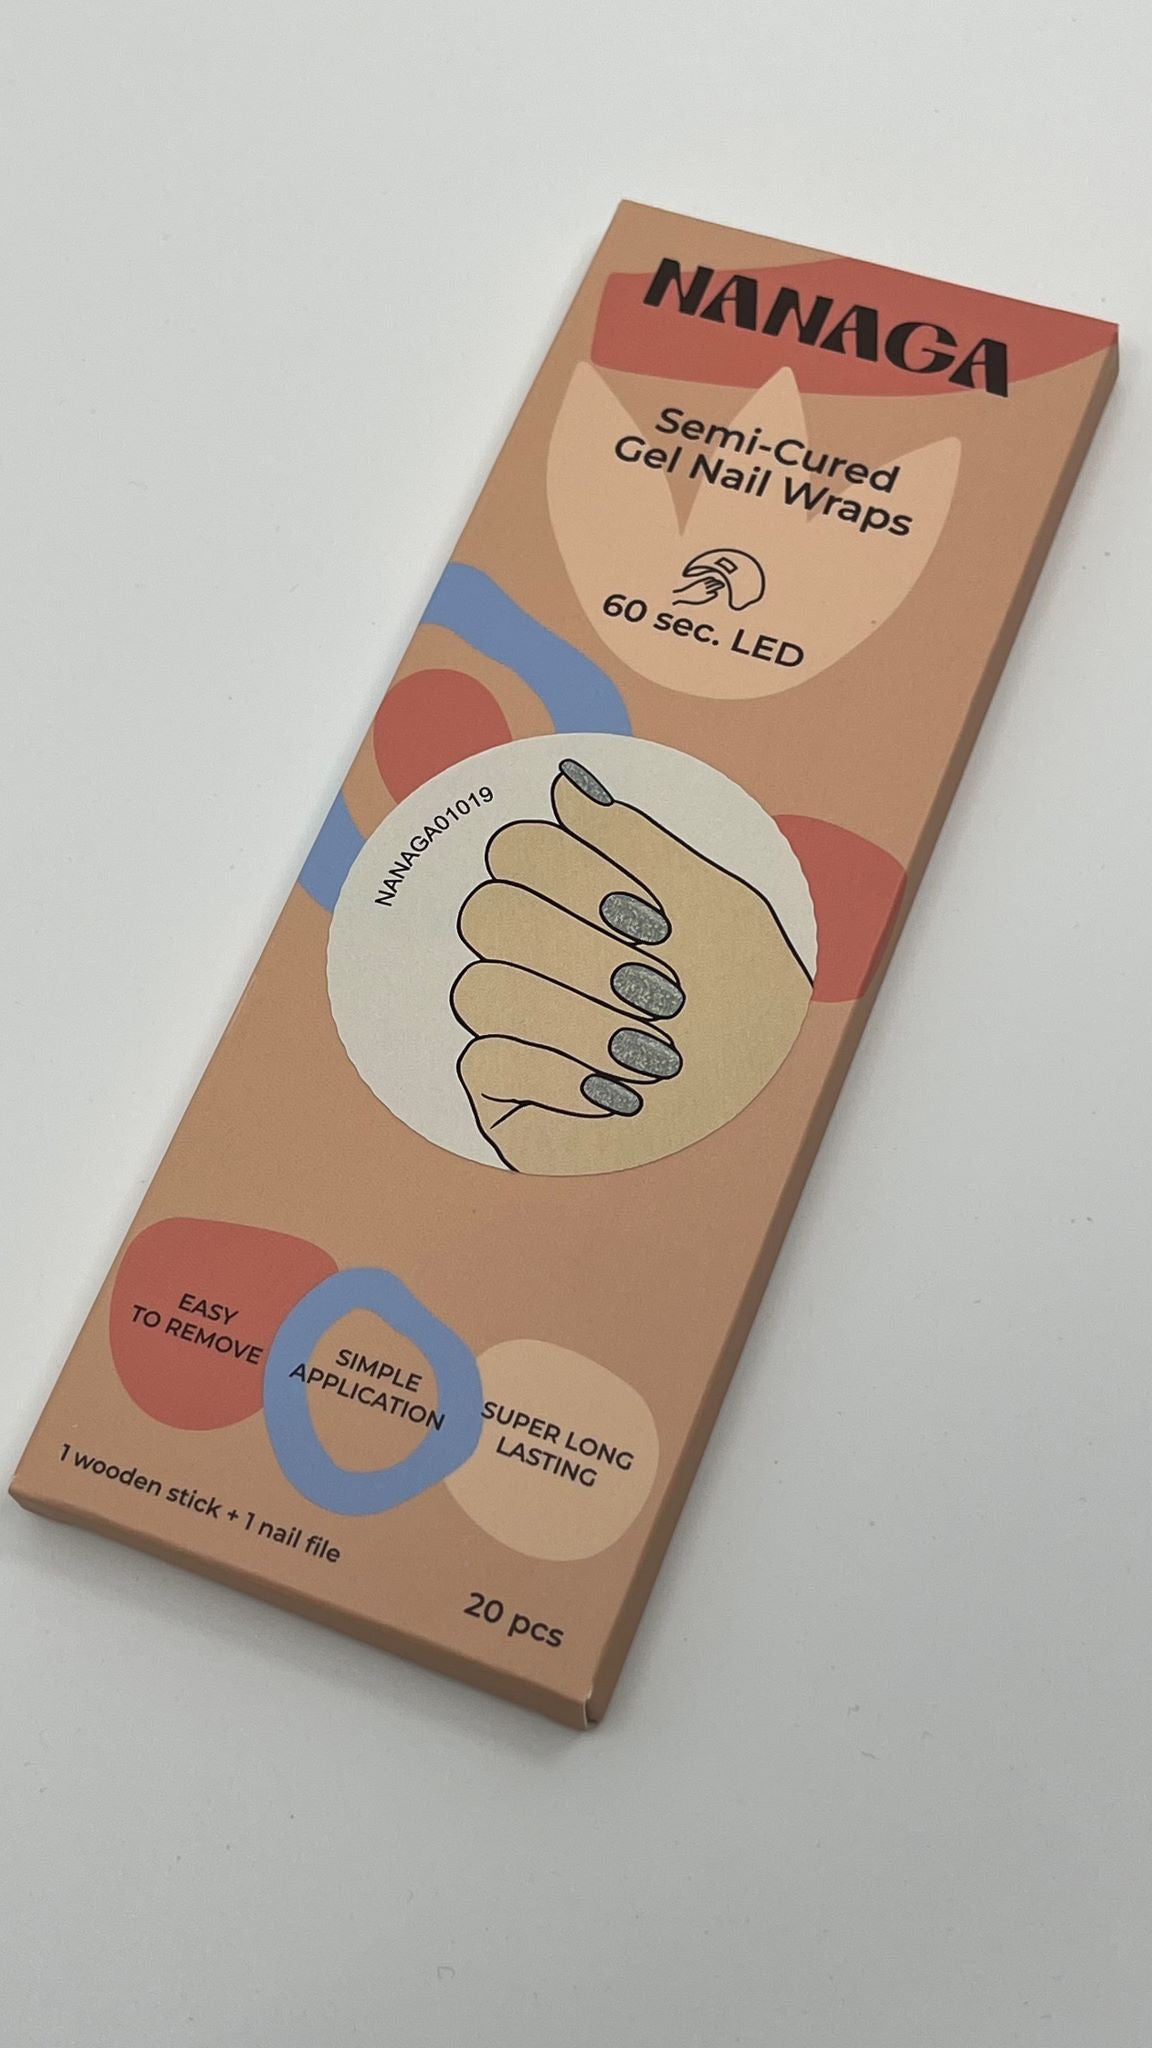 NANAGA
Semi-Cured
Gel Nail Wraps
60 sec. LED
NANAGA01019
EASY
TO REMOVE
SIMPLE
APPLICATION
SUPER LONG
LASTING
1 wooden stick + 1 nail file
20 pcs